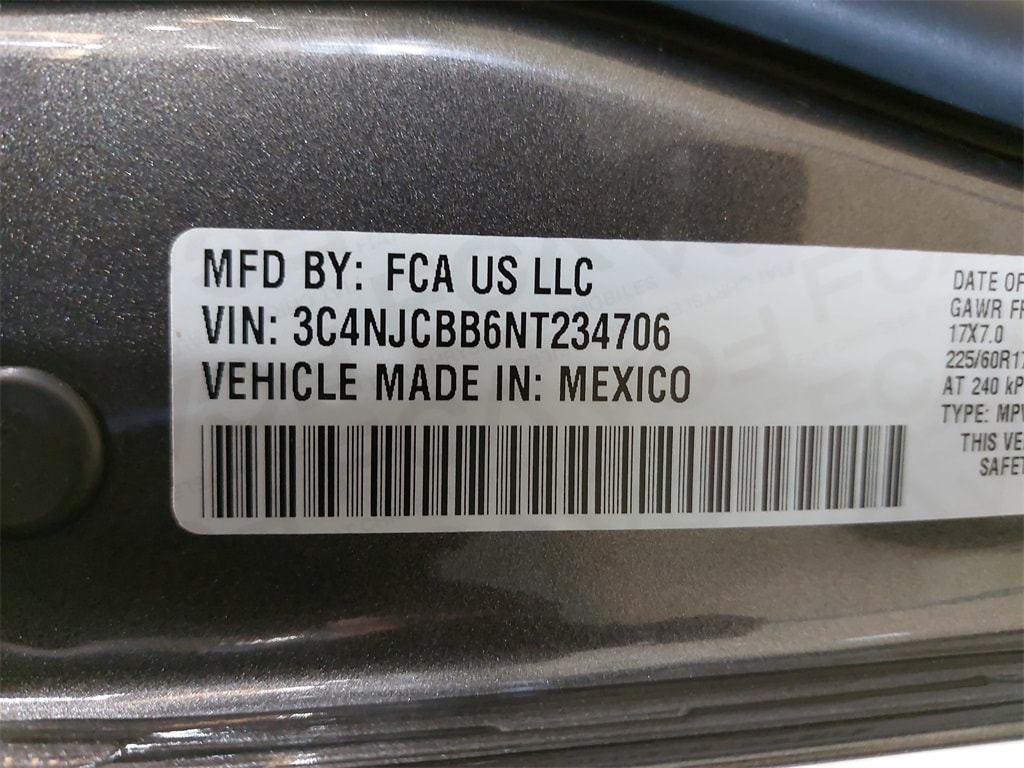 MFD BY: FCA US LLC
VIN: 3C4NJCBB6NT234706
VEHICLE MADE IN: MEXICO
DATE OF
GAWR FR
17X7.0
225/60R17
AT 240 kP
TYPE: MPV
THIS VE
SAFET